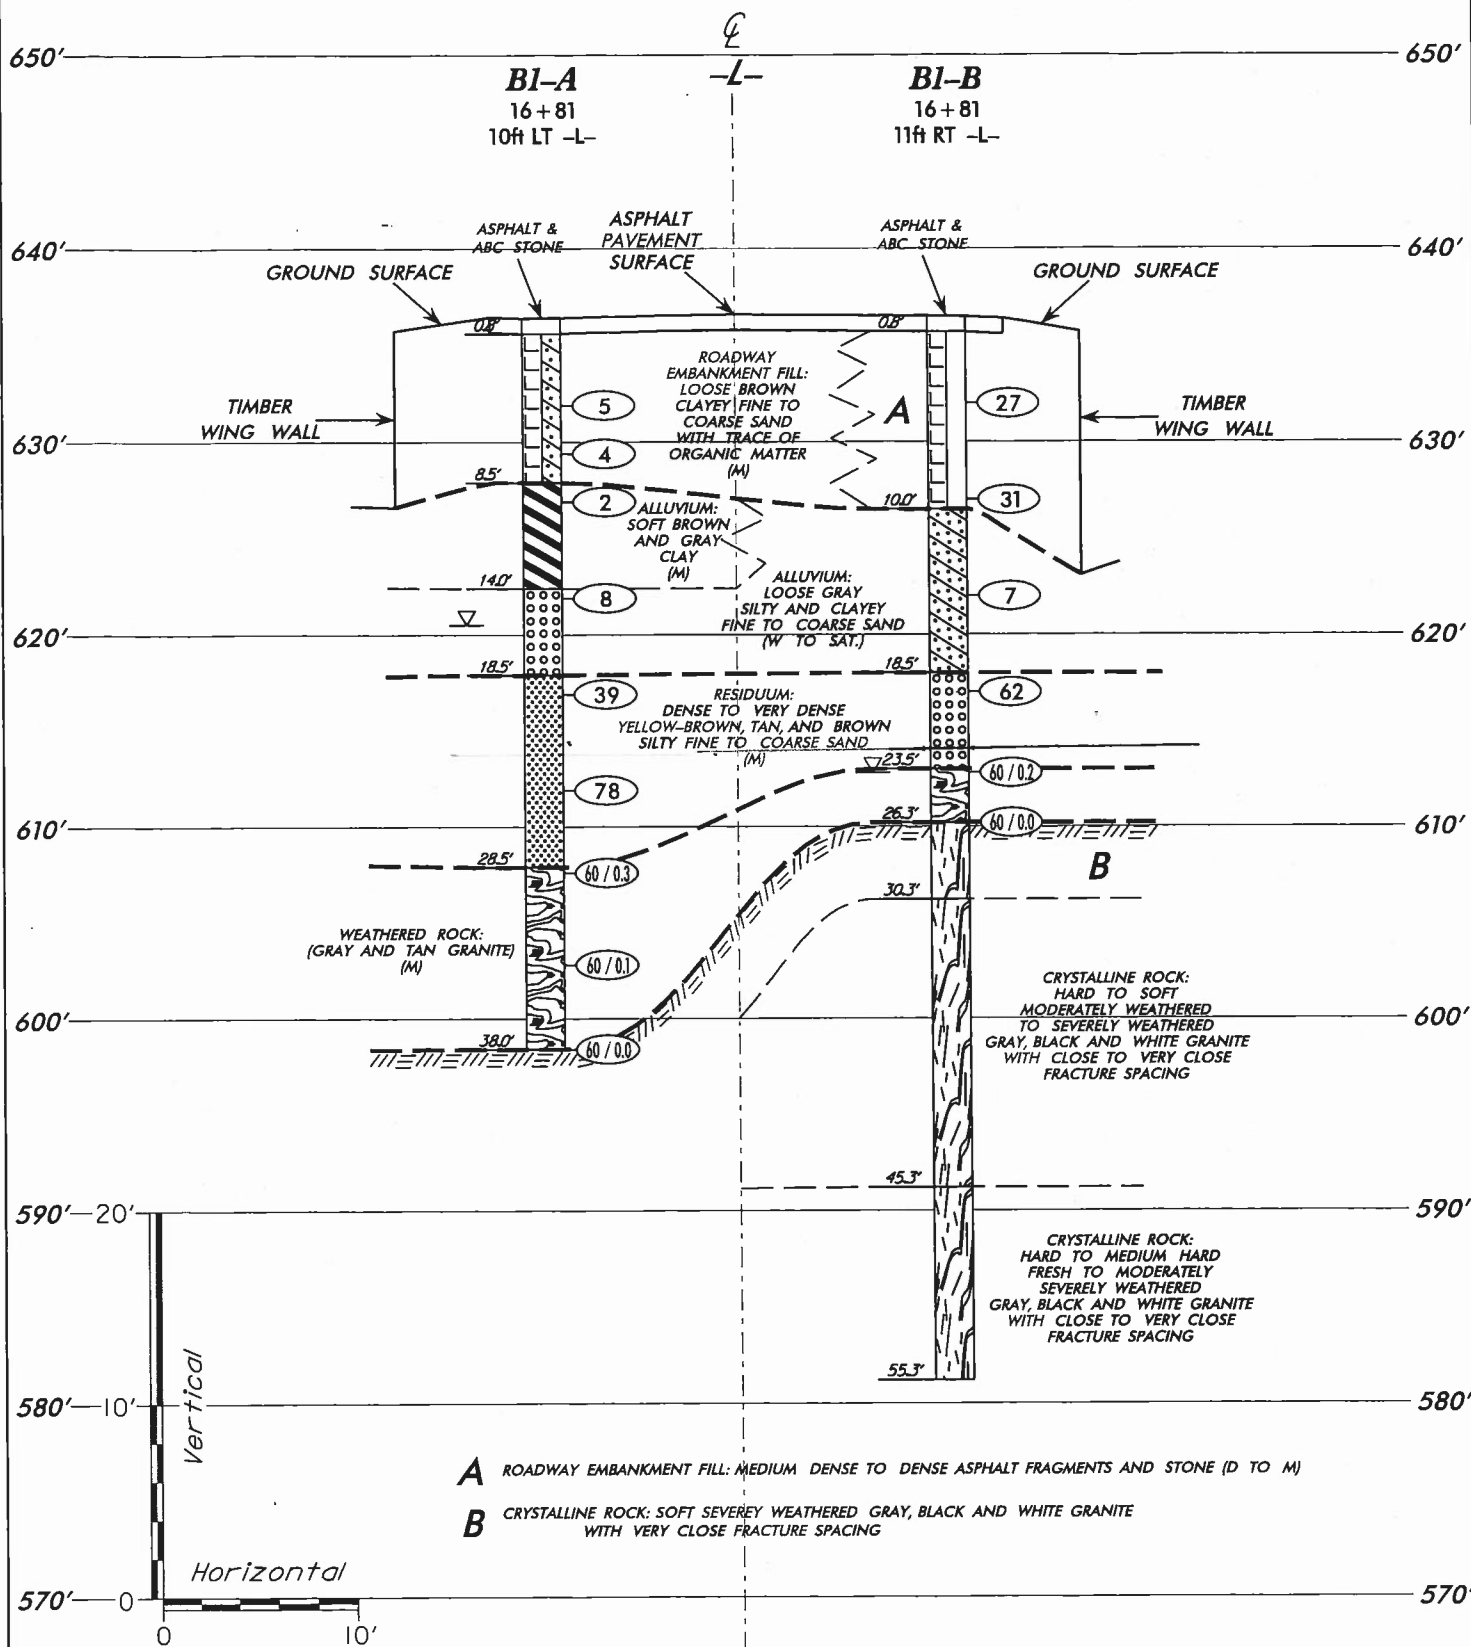 ℄
650' 650'
B1-A -L- B1-B
16+81 16+81
10ft LT -L- 11ft RT -L-
ASPHALT &
ABC STONE
ASPHALT
PAVEMENT
SURFACE
ASPHALT &
ABC STONE
640' 640'
GROUND SURFACE GROUND SURFACE
0.8' 0.8'
ROADWAY
EMBANKMENT FILL:
LOOSE BROWN
CLAYEY FINE TO
COARSE SAND
WITH TRACE OF
ORGANIC MATTER
(M)
A
TIMBER
WING WALL
5 27
TIMBER
WING WALL
630' 630'
4
8.5' 10.0' 31
2
ALLUVIUM:
SOFT BROWN
AND GRAY
CLAY
(M)
14.0'
8 7
ALLUVIUM:
LOOSE GRAY
SILTY AND CLAYEY
FINE TO COARSE SAND
(W TO SAT.)
620' 620'
18.5' 18.5'
39 62
RESIDUUM:
DENSE TO VERY DENSE
YELLOW-BROWN, TAN, AND BROWN
SILTY FINE TO COARSE SAND
(M)
23.5' 60/0.2
78
26.3' 60/0.0
610' 610'
28.5' 60/0.3
B
30.3'
WEATHERED ROCK:
(GRAY AND TAN GRANITE)
(M)
60/0.1
CRYSTALLINE ROCK:
HARD TO SOFT
MODERATELY WEATHERED
TO SEVERELY WEATHERED
GRAY, BLACK AND WHITE GRANITE
WITH CLOSE TO VERY CLOSE
FRACTURE SPACING
600' 600'
38.0' 60/0.0
45.3'
590' 20' 590'
CRYSTALLINE ROCK:
HARD TO MEDIUM HARD
FRESH TO MODERATELY
SEVERELY WEATHERED
GRAY, BLACK AND WHITE GRANITE
WITH CLOSE TO VERY CLOSE
FRACTURE SPACING
55.3'
Vertical
580' 10' 580'
A ROADWAY EMBANKMENT FILL: MEDIUM DENSE TO DENSE ASPHALT FRAGMENTS AND STONE (D TO M)
B CRYSTALLINE ROCK: SOFT SEVEREY WEATHERED GRAY, BLACK AND WHITE GRANITE
WITH VERY CLOSE FRACTURE SPACING
Horizontal
570' 0 570'
0 10'